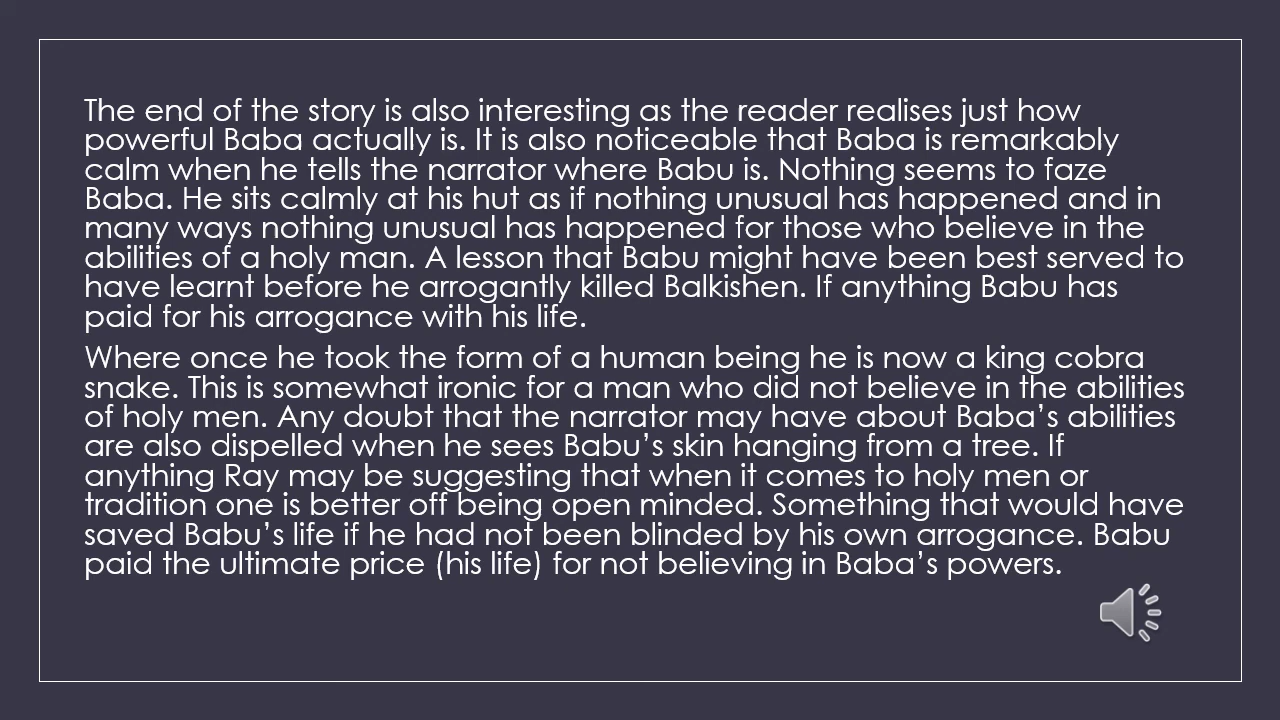 The end of the story is also interesting as the reader realises just how
powerful Baba actually is. It is also noticeable that Baba is remarkably
calm when he tells the narrator where Babu is. Nothing seems to faze
Baba. He sits calmly at his hut as if nothing unusual has happened and in
many ways nothing unusual has happened for those who believe in the
abilities of a holy man. A lesson that Babu might have been best served to
have learnt before he arrogantly killed Balkishen. If anything Babu has
paid for his arrogance with his life.
Where once he took the form of a human being he is now a king cobra
snake. This is somewhat ironic for a man who did not believe in the abilities
of holy men. Any doubt that the narrator may have about Baba’s abilities
are also dispelled when he sees Babu’s skin hanging from a tree. If
anything Ray may be suggesting that when it comes to holy men or
tradition one is better off being open minded. Something that would have
saved Babu’s life if he had not been blinded by his own arrogance. Babu
paid the ultimate price (his life) for not believing in Baba’s powers.